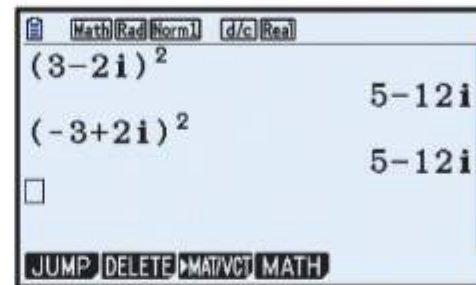 Math Rad Norm1 d/c Real
(3-2i)²
5-12i
(-3+2i)²
5-12i
JUMP DELETE ▶MAT/VCT MATH